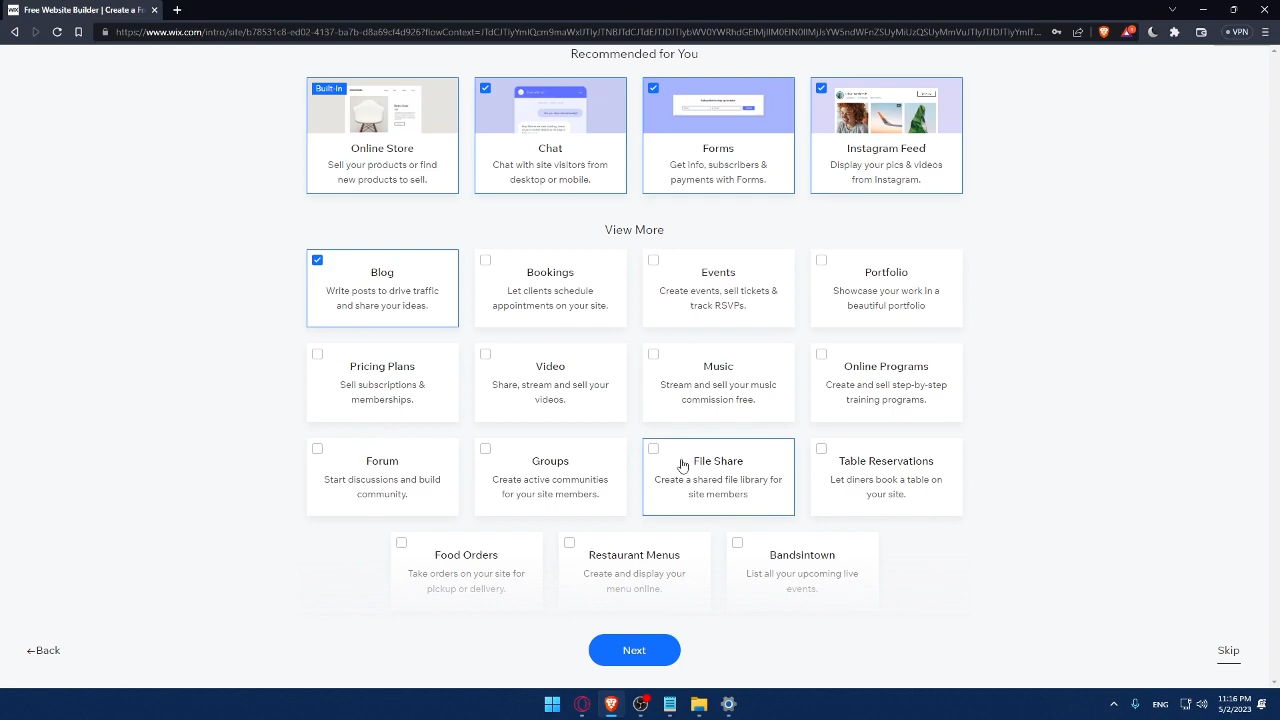 Free Website Builder | Create a Fr
https://www.wix.com/intro/site/
VPN
Recommended for You
Built-In
Online Store
Sell your products or find
new products to sell.
Chat
Chat with site visitors from
desktop or mobile.
Forms
Get info, subscribers &
payments with Forms.
Instagram Feed
Display your pics & videos
from Instagram.
View More
Blog
Write posts to drive traffic
and share your ideas.
Bookings
Let clients schedule
appointments on your site.
Events
Create events, sell tickets &
track RSVPs.
Portfolio
Showcase your work in a
beautiful portfolio
Pricing Plans
Sell subscriptions &
memberships.
Video
Share, stream and sell your
videos.
Music
Stream and sell your music
commission free.
Online Programs
Create and sell step-by-step
training programs.
Forum
Start discussions and build
community.
Groups
Create active communities
for your site members.
File Share
Create a shared file library for
site members
Table Reservations
Let diners book a table on
your site.
Food Orders
Take orders on your site for
pickup or delivery.
Restaurant Menus
Create and display your
menu online.
Bandsintown
List all your upcoming live
events.
←Back
Next
Skip
ENG
11:16 PM
5/2/2023